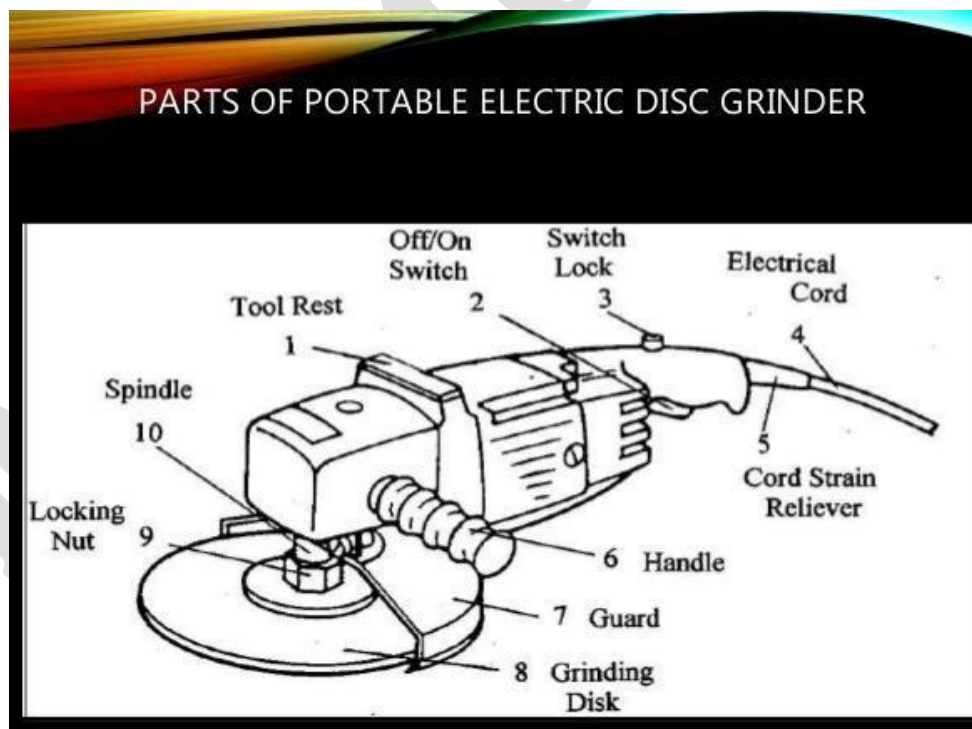 PARTS OF PORTABLE ELECTRIC DISC GRINDER
Off/On
Switch
2
Switch
Lock
3
Electrical
Cord
4
Tool Rest
1
Spindle
10
5
Cord Strain
Reliever
Locking
Nut
9
6 Handle
7 Guard
8 Grinding
Disk